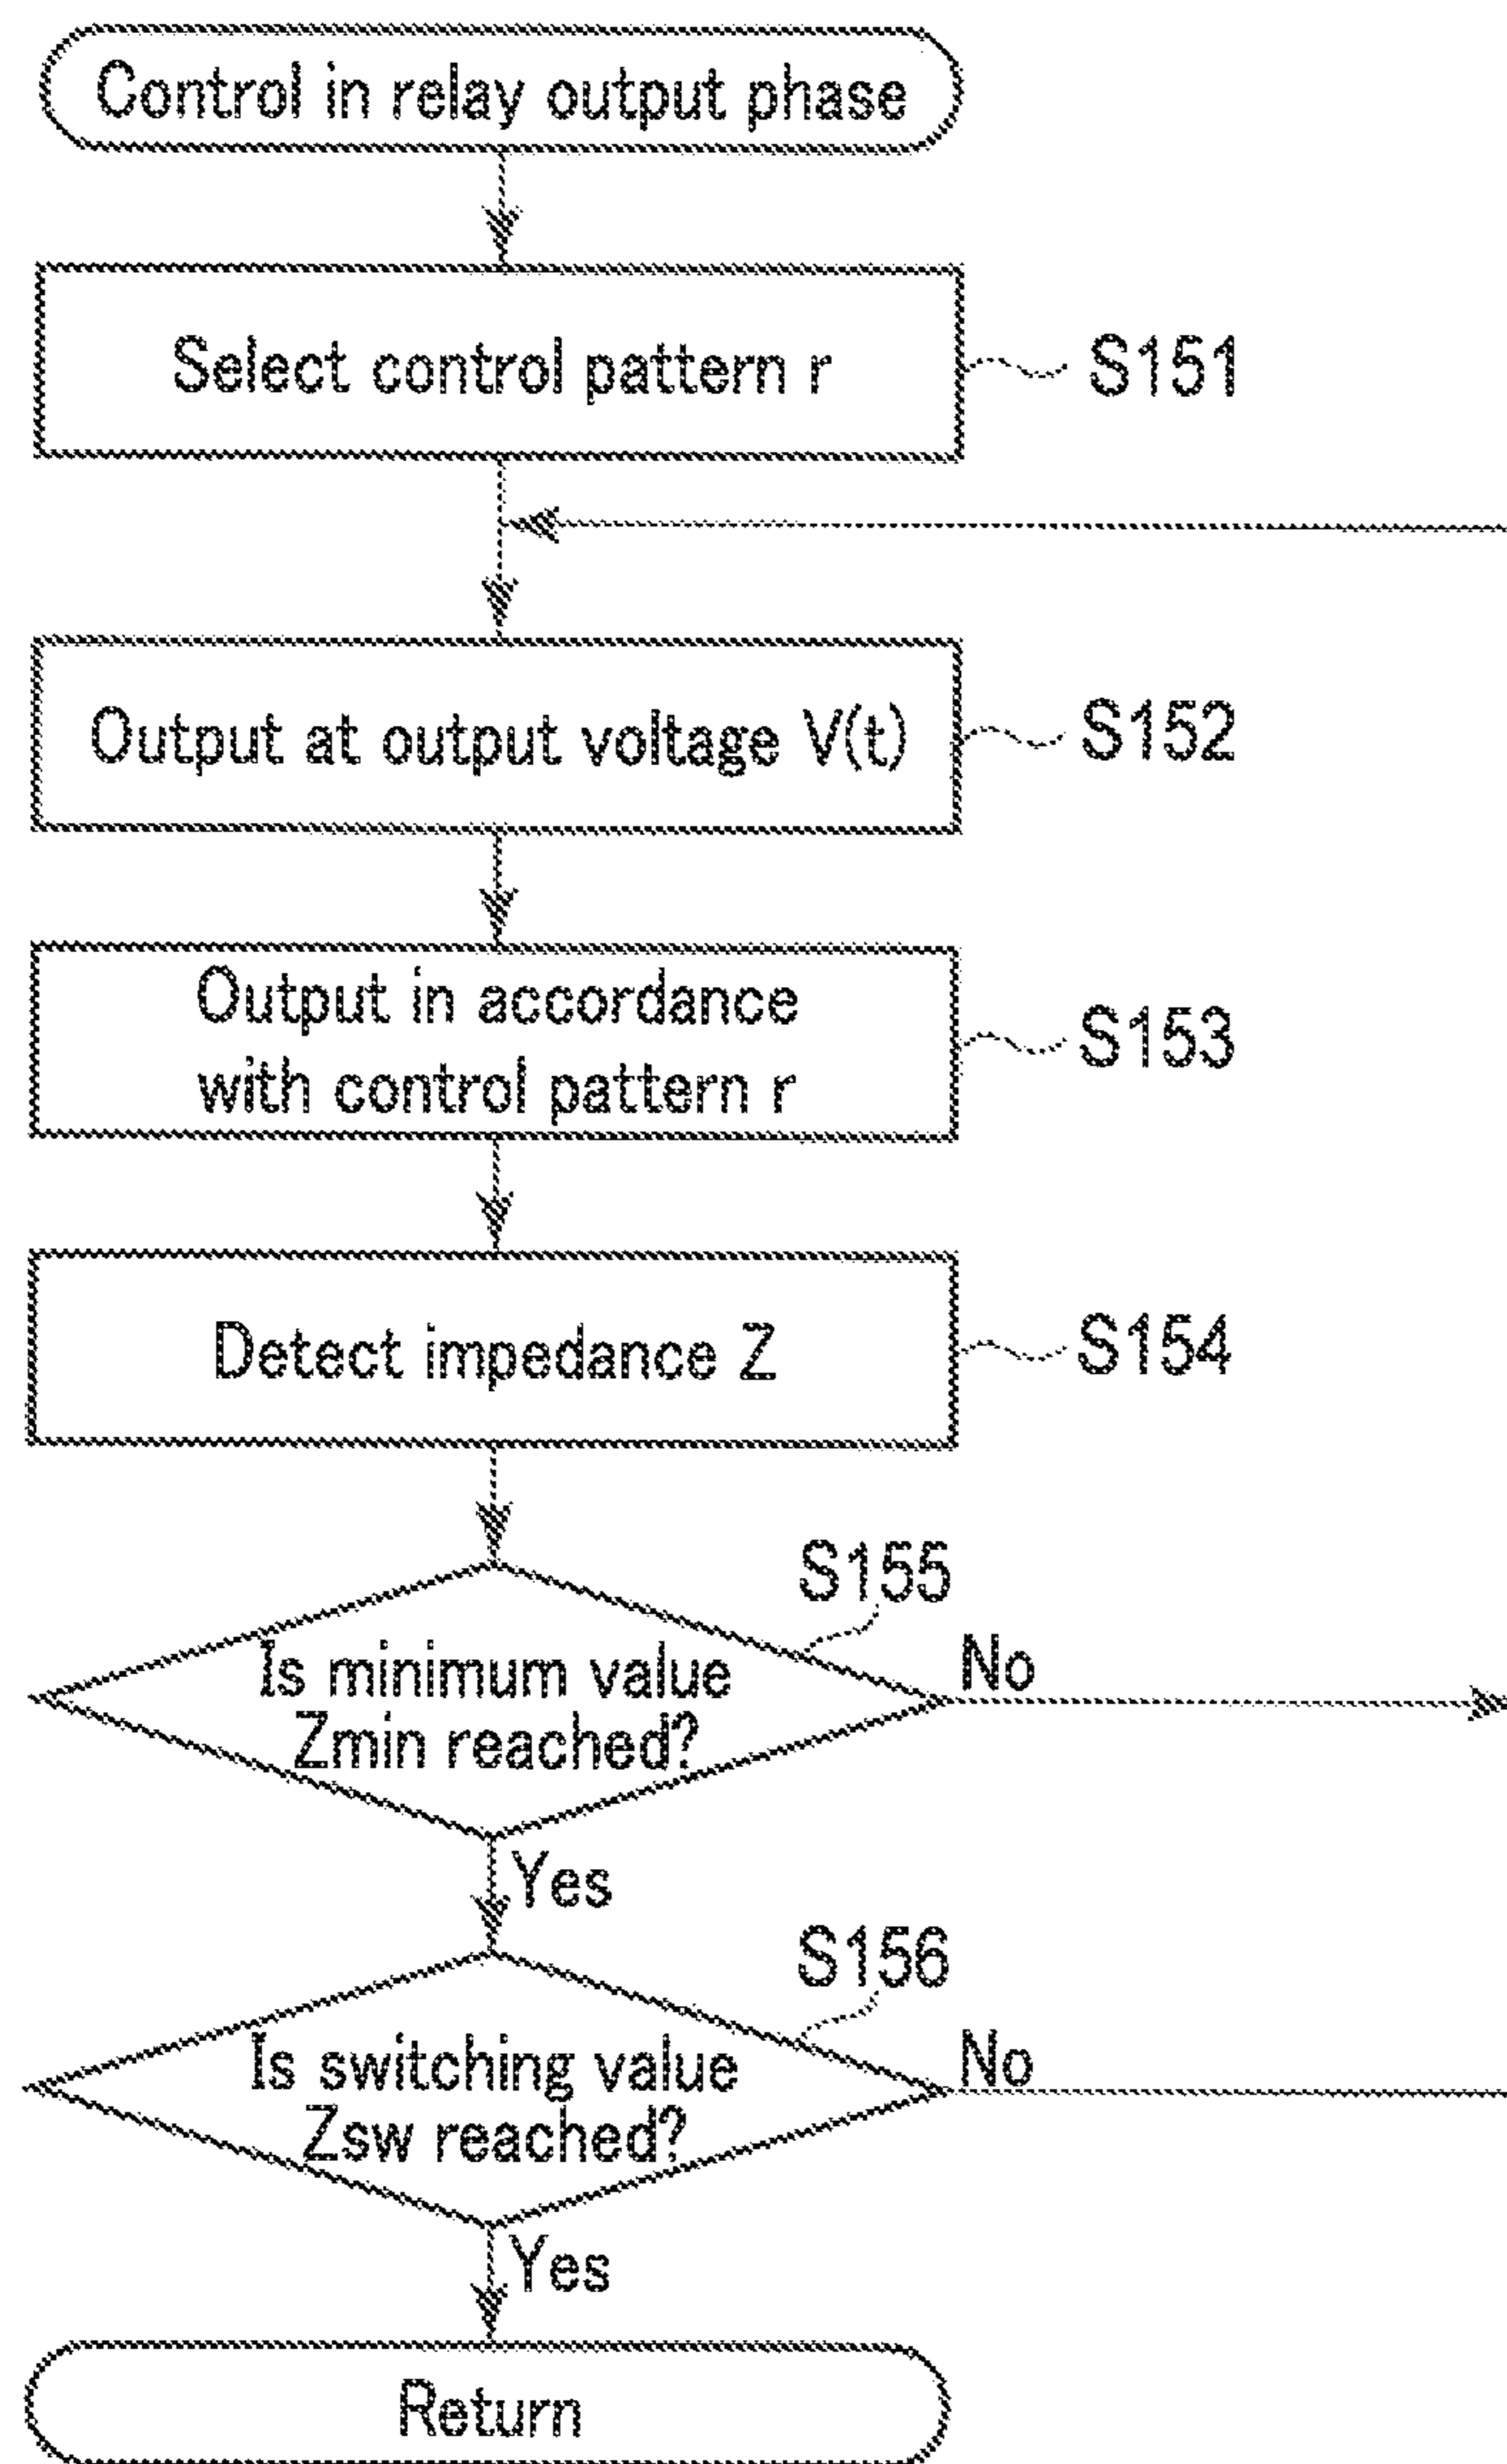 Control in relay output phase
Select control pattern r
S151
Output at output voltage V(t)
S152
Output in accordance
with control pattern r
S153
Detect impedance Z
S154
S155
Is minimum value
Zmin reached?
No
Yes
S156
Is switching value
Zsw reached?
No
Yes
Return